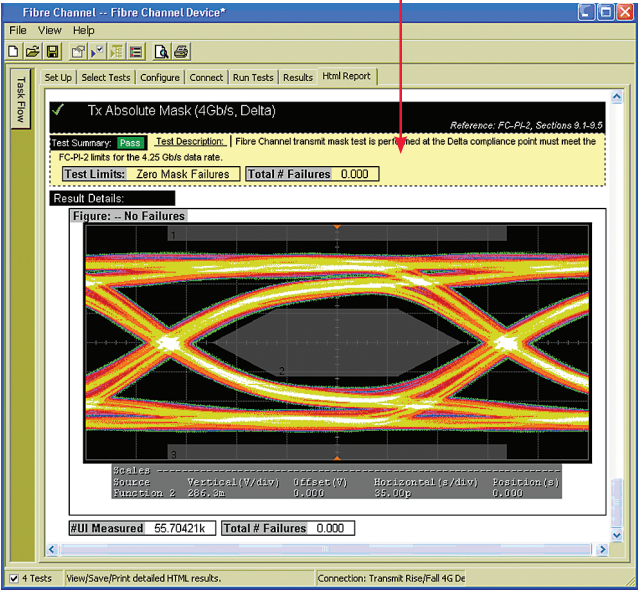 Fibre Channel -- Fibre Channel Device*
File View Help
Task Flow
Set Up Select Tests Configure Connect Run Tests Results Html Report
Tx Absolute Mask (4Gb/s, Delta)
Reference: FC-PI-2, Sections 9.1-9.5
Test Summary: Pass Test Description: Fibre Channel transmit mask test is performed at the Delta compliance point must meet the
FC-PI-2 limits for the 4.25 Gb/s data rate.
Test Limits: Zero Mask Failures Total # Failures 0.000
Result Details:
Figure: -- No Failures
1
2
3
Scales
Source Vertical(V/div) Offset(V) Horizontal(s/div) Position(s)
Function 2 286.3m 0.000 35.00p 0.000
#UI Measured 55.70421k Total # Failures 0.000
4 Tests View/Save/Print detailed HTML results. Connection: Transmit Rise/Fall 4G De